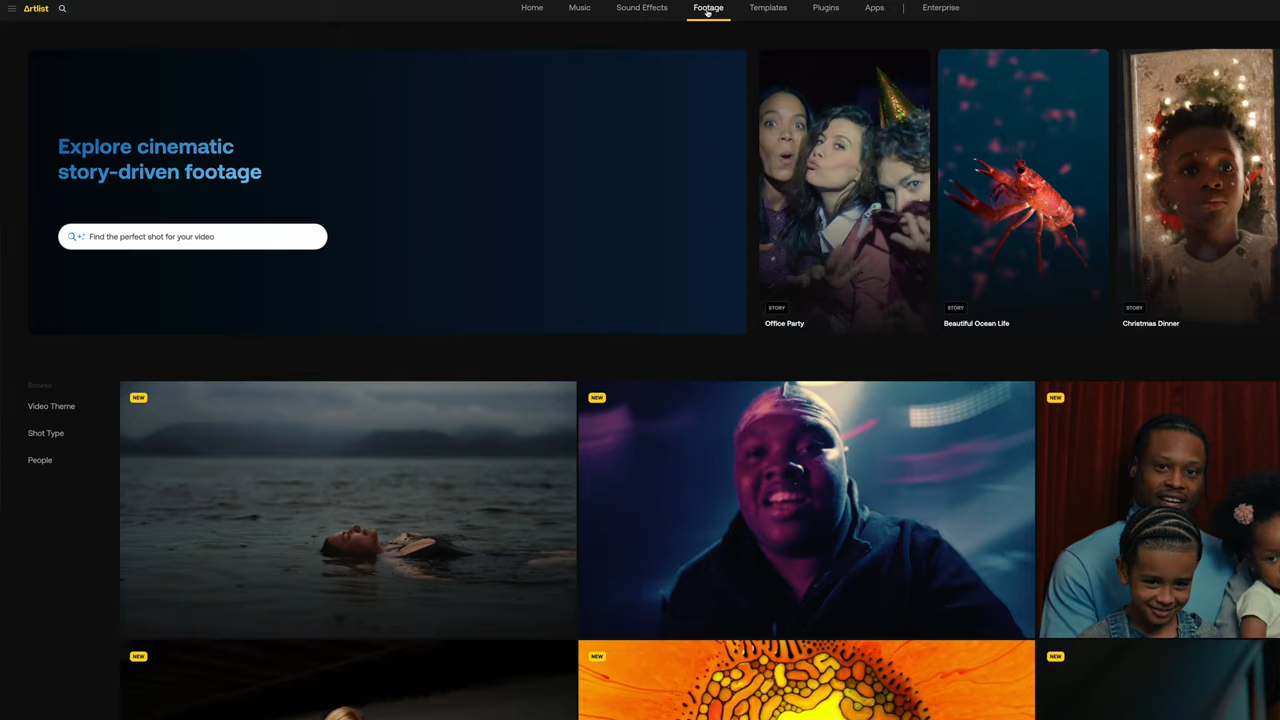 Artlist
Home
Music
Sound Effects
Footage
Templates
Plugins
Apps
Enterprise
Explore cinematic
story-driven footage
Find the perfect shot for your video
STORY
Office Party
STORY
Beautiful Ocean Life
STORY
Christmas Dinner
Browse
Video Theme
Shot Type
People
NEW
NEW
NEW
NEW
NEW
NEW